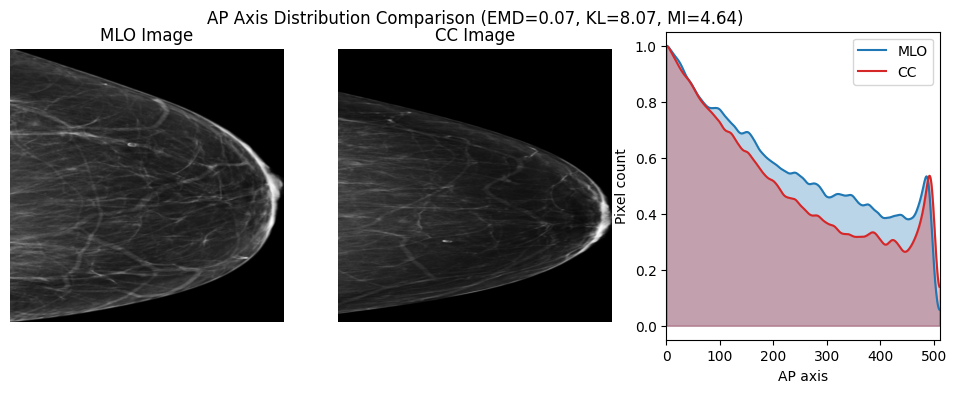 AP Axis Distribution Comparison (EMD=0.07, KL=8.07, MI=4.64)
MLO Image
CC Image
MLO
CC
1.0
0.8
0.6
0.4
0.2
0.0
Pixel count
0 100 200 300 400 500
AP axis